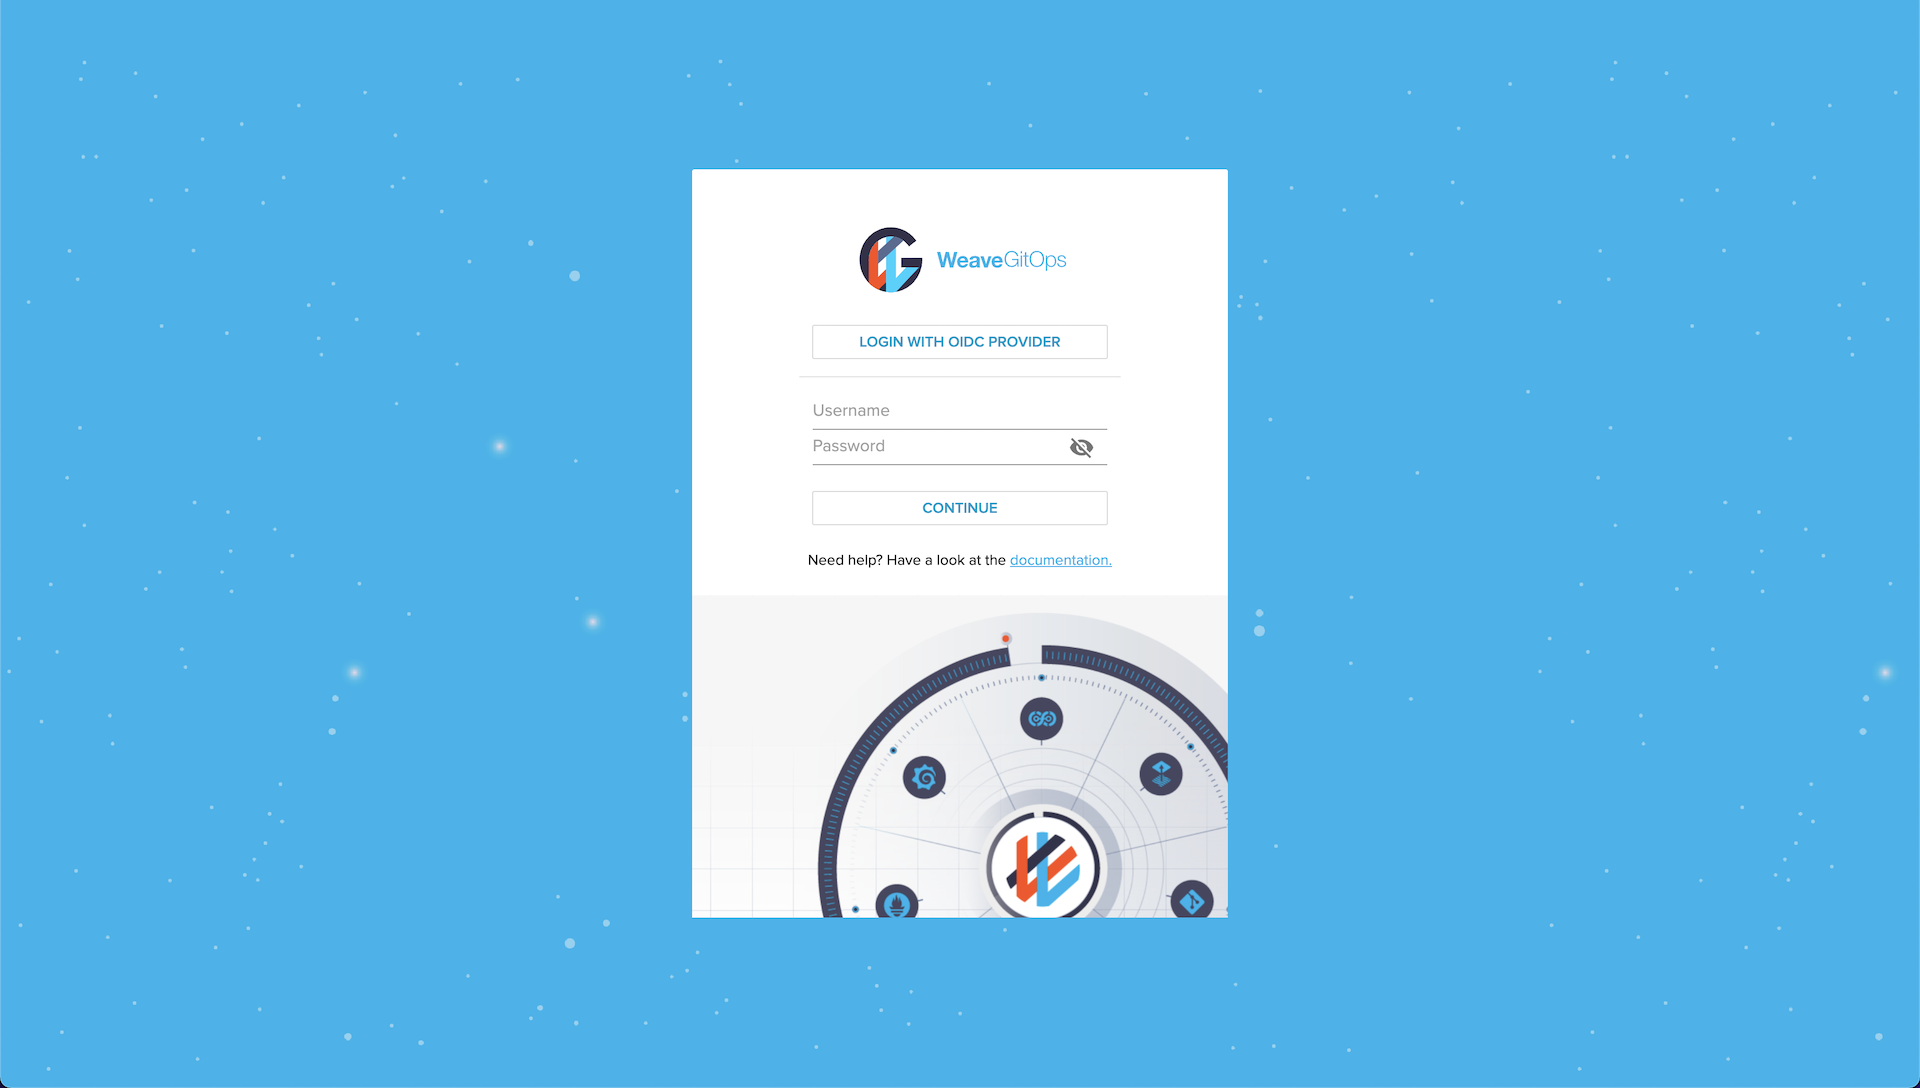 WeaveGitOps
LOGIN WITH OIDC PROVIDER
Username
Password
CONTINUE
Need help? Have a look at the documentation.